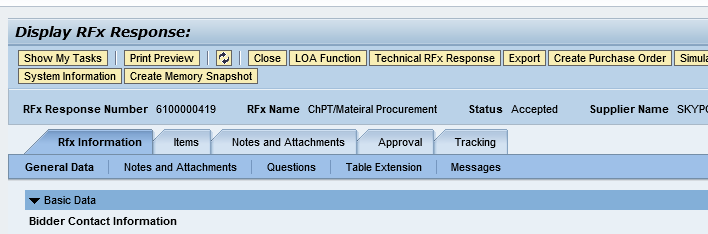 Display RFx Response:
Show My Tasks Print Preview Close LOA Function Technical RFx Response Export Create Purchase Order
System Information Create Memory Snapshot
RFx Response Number 6100000419 RFx Name ChPT/Mateiral Procurement Status Accepted Supplier Name
Rfx Information Items Notes and Attachments Approval Tracking
General Data Notes and Attachments Questions Table Extension Messages
Basic Data
Bidder Contact Information